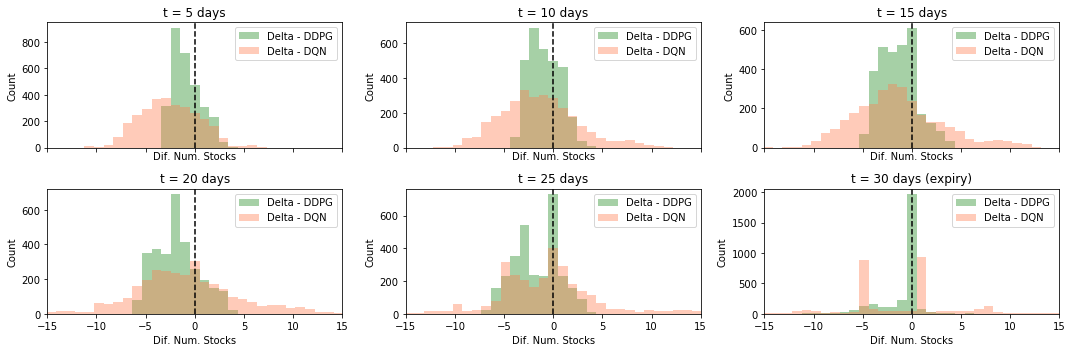 t = 5 days
800
600
400
200
0
Count
Delta - DDPG
Delta - DQN
Dif. Num. Stocks
t = 10 days
600
400
200
0
Count
Delta - DDPG
Delta - DQN
Dif. Num. Stocks
t = 15 days
600
400
200
0
Count
Delta - DDPG
Delta - DQN
Dif. Num. Stocks
t = 20 days
600
400
200
0
Count
Delta - DDPG
Delta - DQN
-15 -10 -5 0 5 10 15
Dif. Num. Stocks
t = 25 days
600
400
200
0
Count
Delta - DDPG
Delta - DQN
-15 -10 -5 0 5 10 15
Dif. Num. Stocks
t = 30 days (expiry)
2000
1500
1000
500
0
Count
Delta - DDPG
Delta - DQN
-15 -10 -5 0 5 10 15
Dif. Num. Stocks